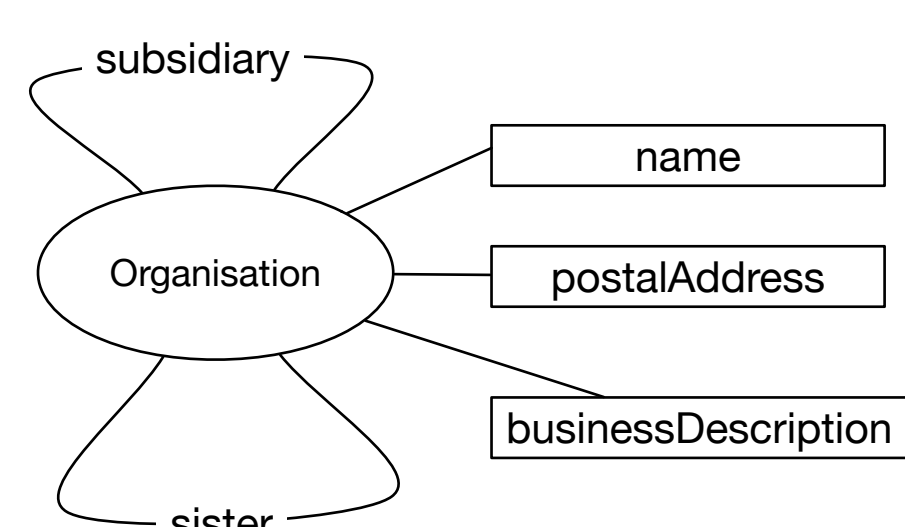 subsidiary
name
Organisation
postalAddress
businessDescription
sister